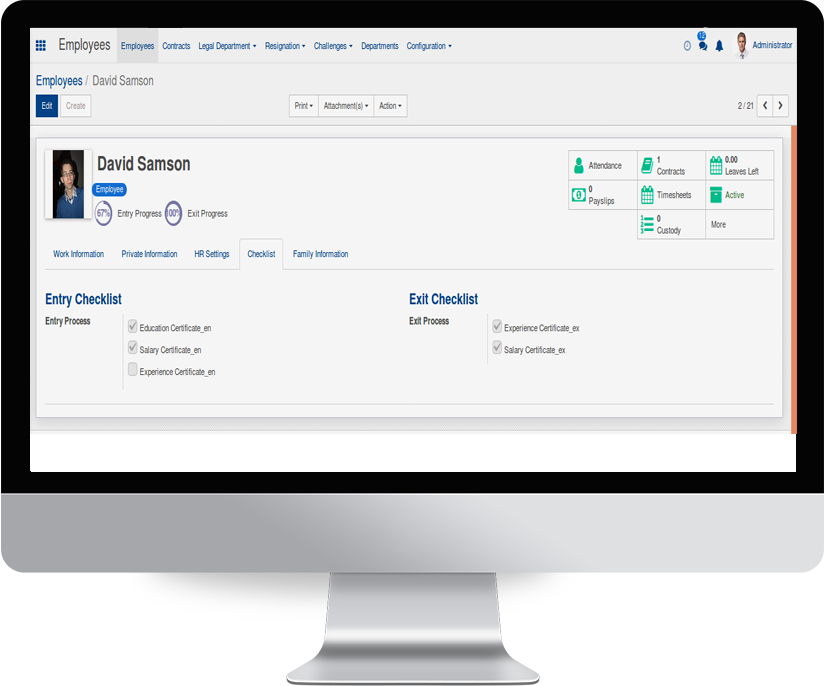 Employees Employees Contracts Legal Department Resignation Challenges Departments Configuration 12 Administrator
Employees / David Samson
Edit Create Print Attachment(s) Action 2 / 21
David Samson
Employee
67% Entry Progress 100% Exit Progress
Attendance 1 Contracts 0.00 Leaves Left
0 Payslips Timesheets Active
0 Custody More
Work Information Private Information HR Settings Checklist Family Information
Entry Checklist Exit Checklist
Entry Process Exit Process
Education Certificate_en Experience Certificate_ex
Salary Certificate_en Salary Certificate_ex
Experience Certificate_en